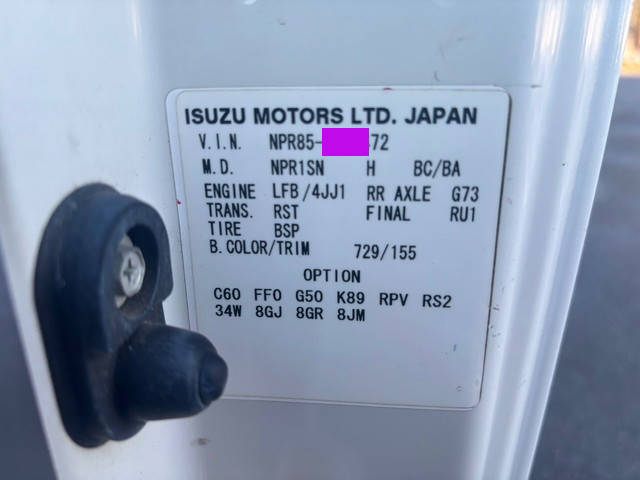 ISUZU MOTORS LTD. JAPAN
V.I.N. NPR85- 72
M.D. NPR1SN H BC/BA
ENGINE LFB/4JJ1 RR AXLE G73
TRANS. RST FINAL RU1
TIRE BSP
B.COLOR/TRIM 729/155
OPTION
C60 FF0 G50 K89 RPV RS2
34W 8GJ 8GR 8JM